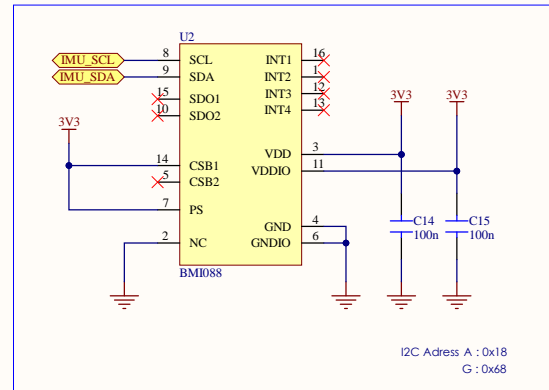 U2
IMU_SCL 8 SCL INT1 16
IMU_SDA 9 SDA INT2 1
15 SDO1 INT3 12
10 SDO2 INT4 13
3V3 3V3 3V3
VDD 3
14 CSB1 VDDIO 11
5 CSB2
7 PS
GND 4 C14 C15
2 NC GNDIO 6 100n 100n
BMI088
I2C Adress A : 0x18
G : 0x68